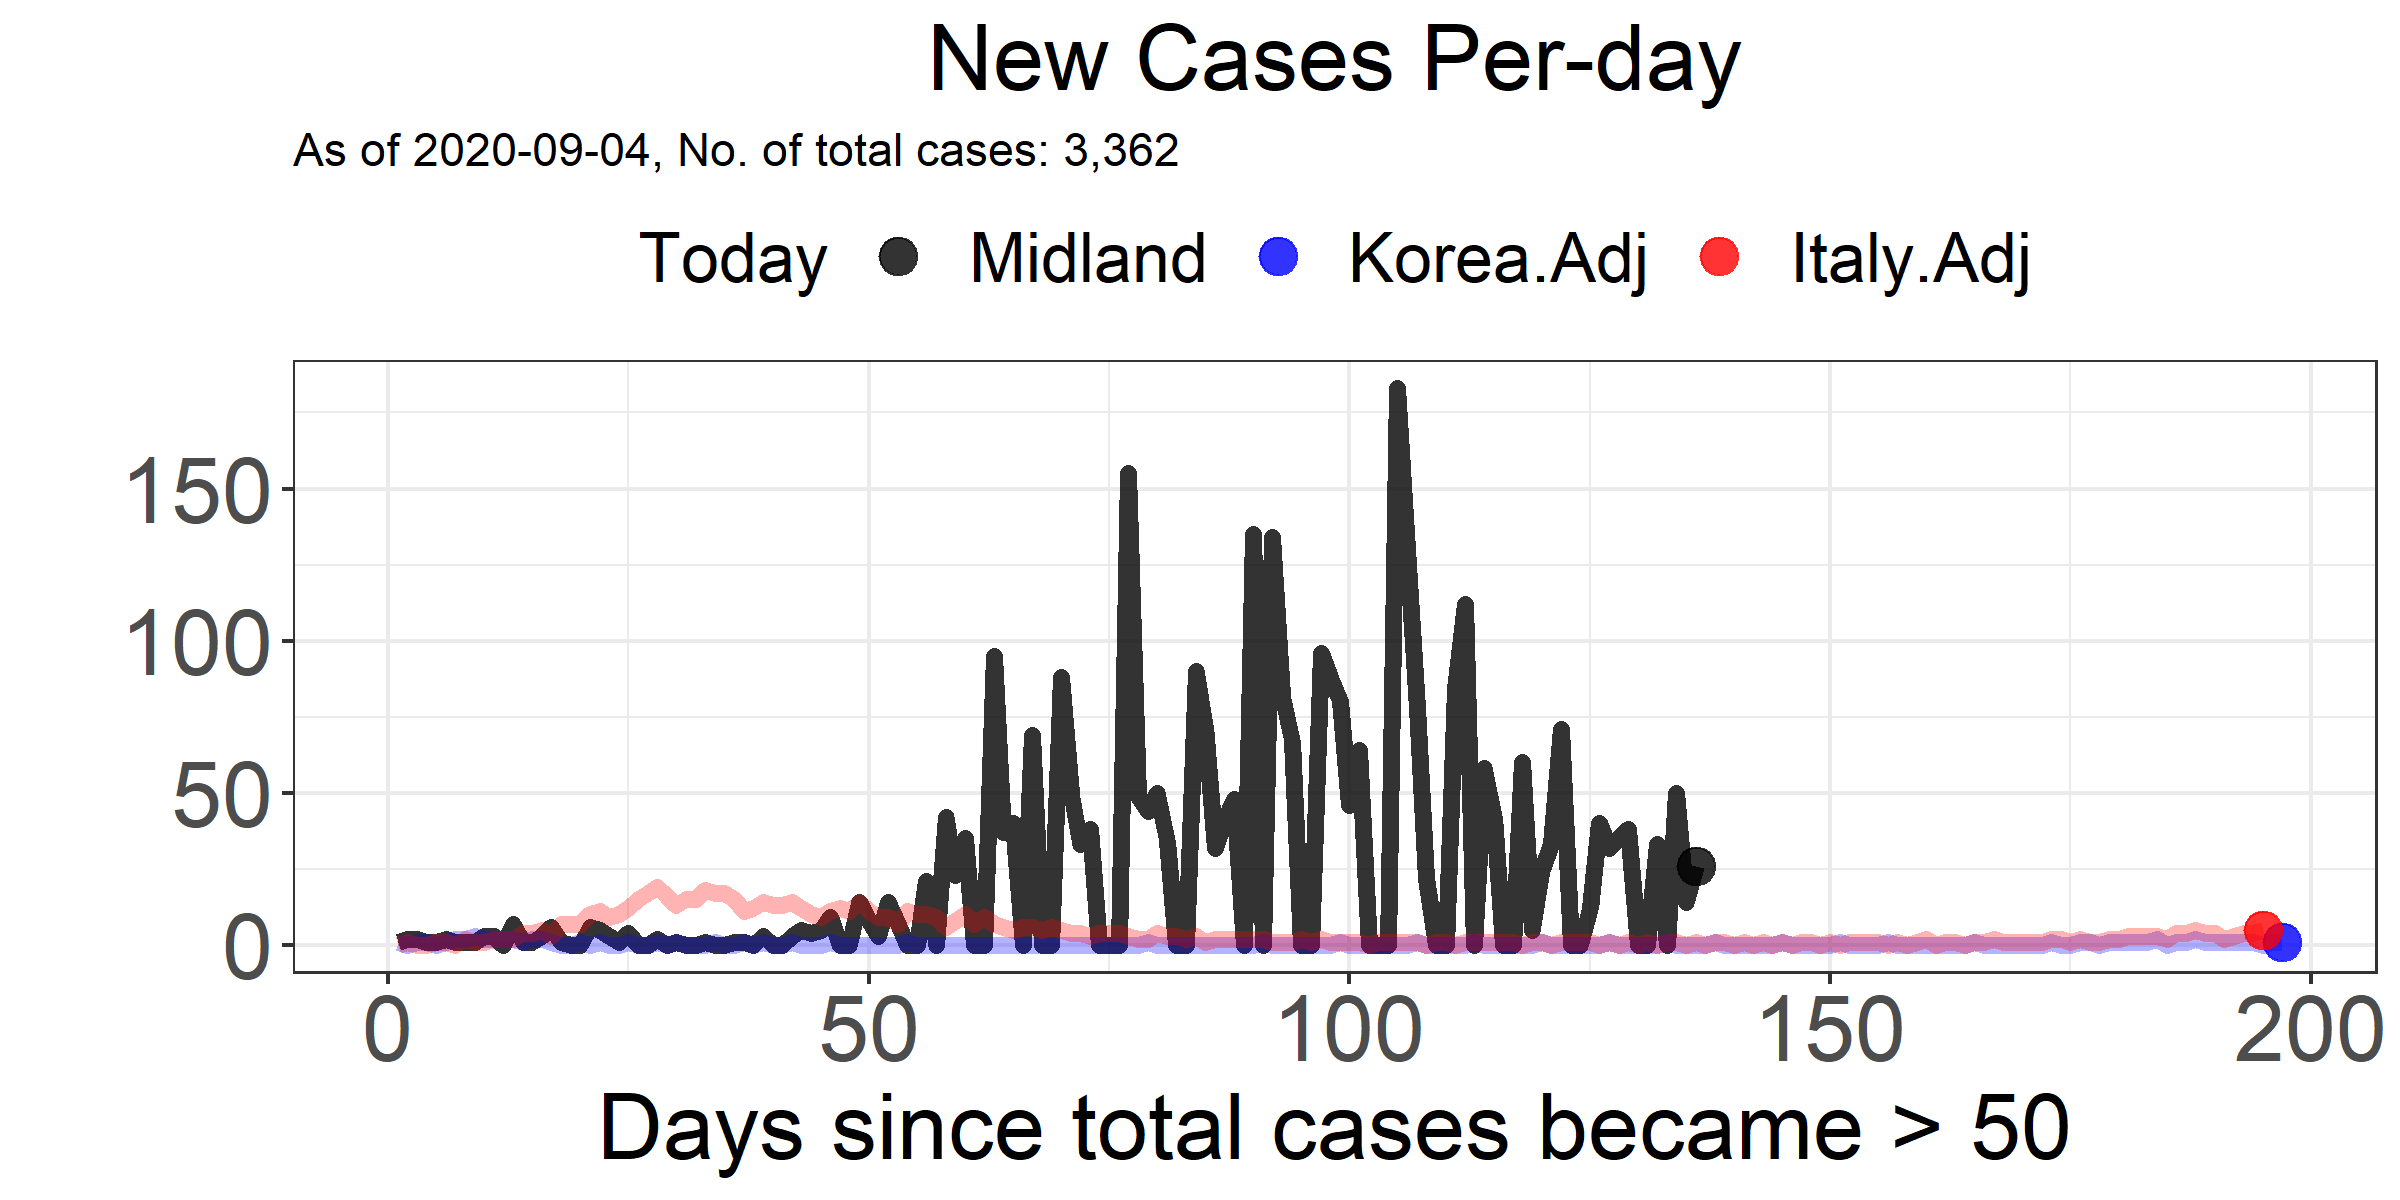 New Cases Per-day
As of 2020-09-04, No. of total cases: 3,362
Today Midland Korea.Adj Italy.Adj
150
100
50
0
0 50 100 150 200
Days since total cases became > 50